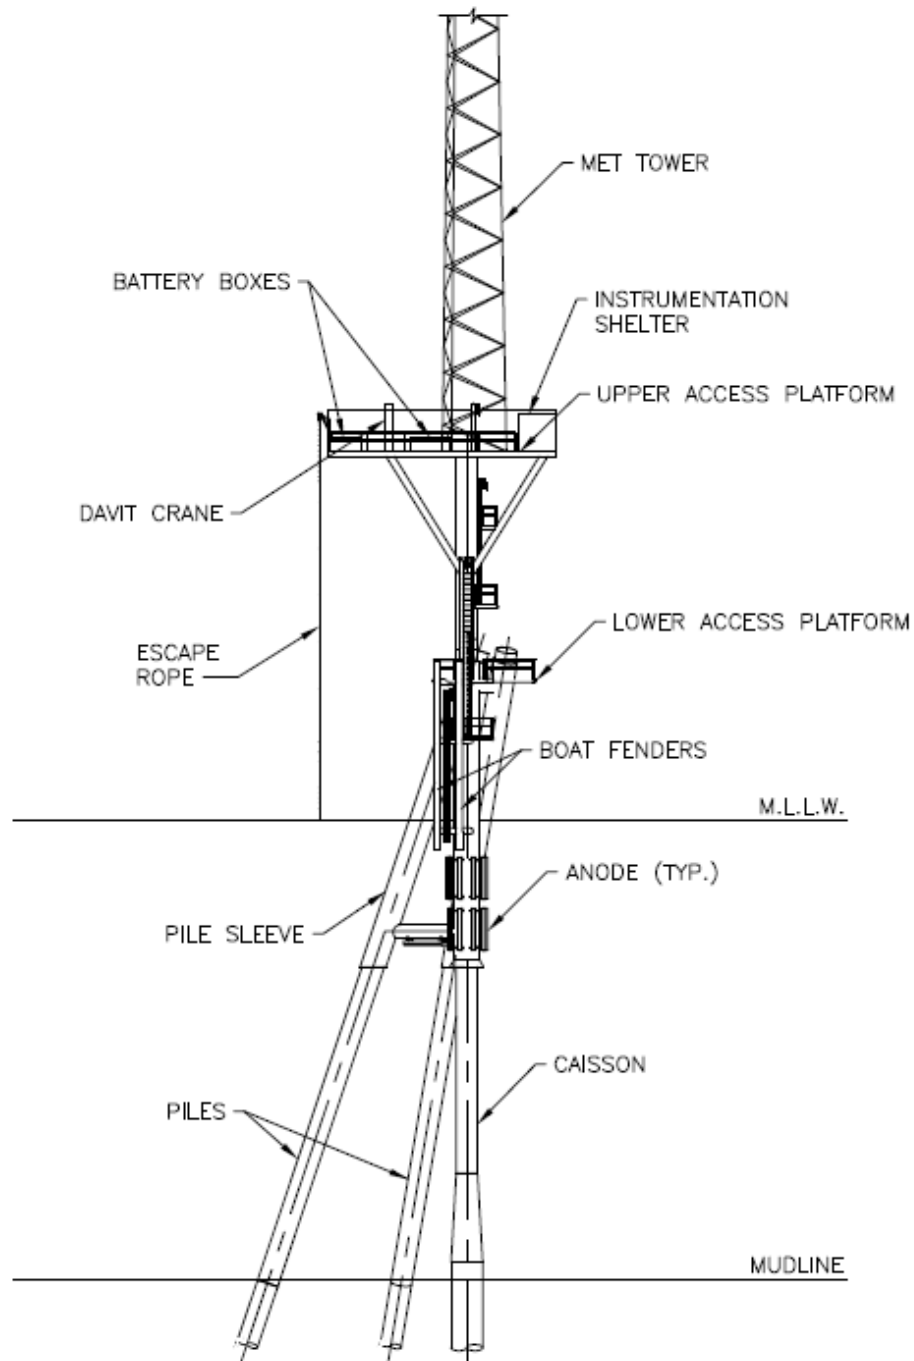 MET TOWER
BATTERY BOXES
INSTRUMENTATION
SHELTER
UPPER ACCESS PLATFORM
DAVIT CRANE
LOWER ACCESS PLATFORM
ESCAPE
ROPE
BOAT FENDERS
M.L.L.W.
ANODE (TYP.)
PILE SLEEVE
CAISSON
PILES
MUDLINE